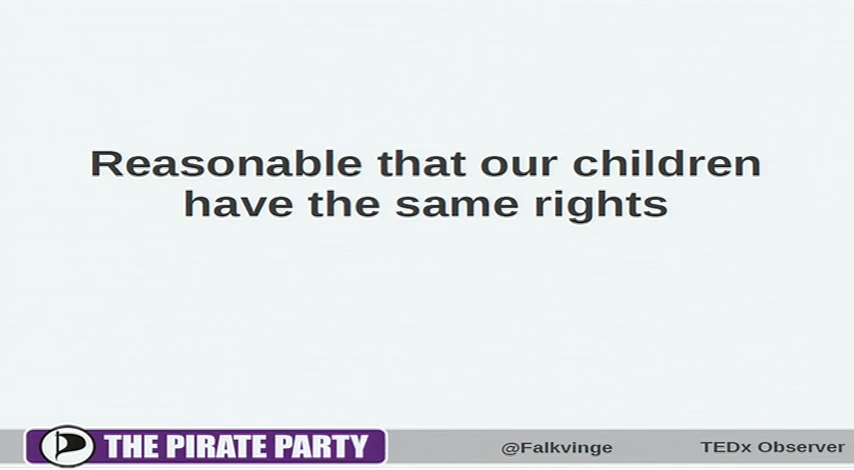 Reasonable that our children
have the same rights
THE PIRATE PARTY
@Falkvinge
TEDx Observer